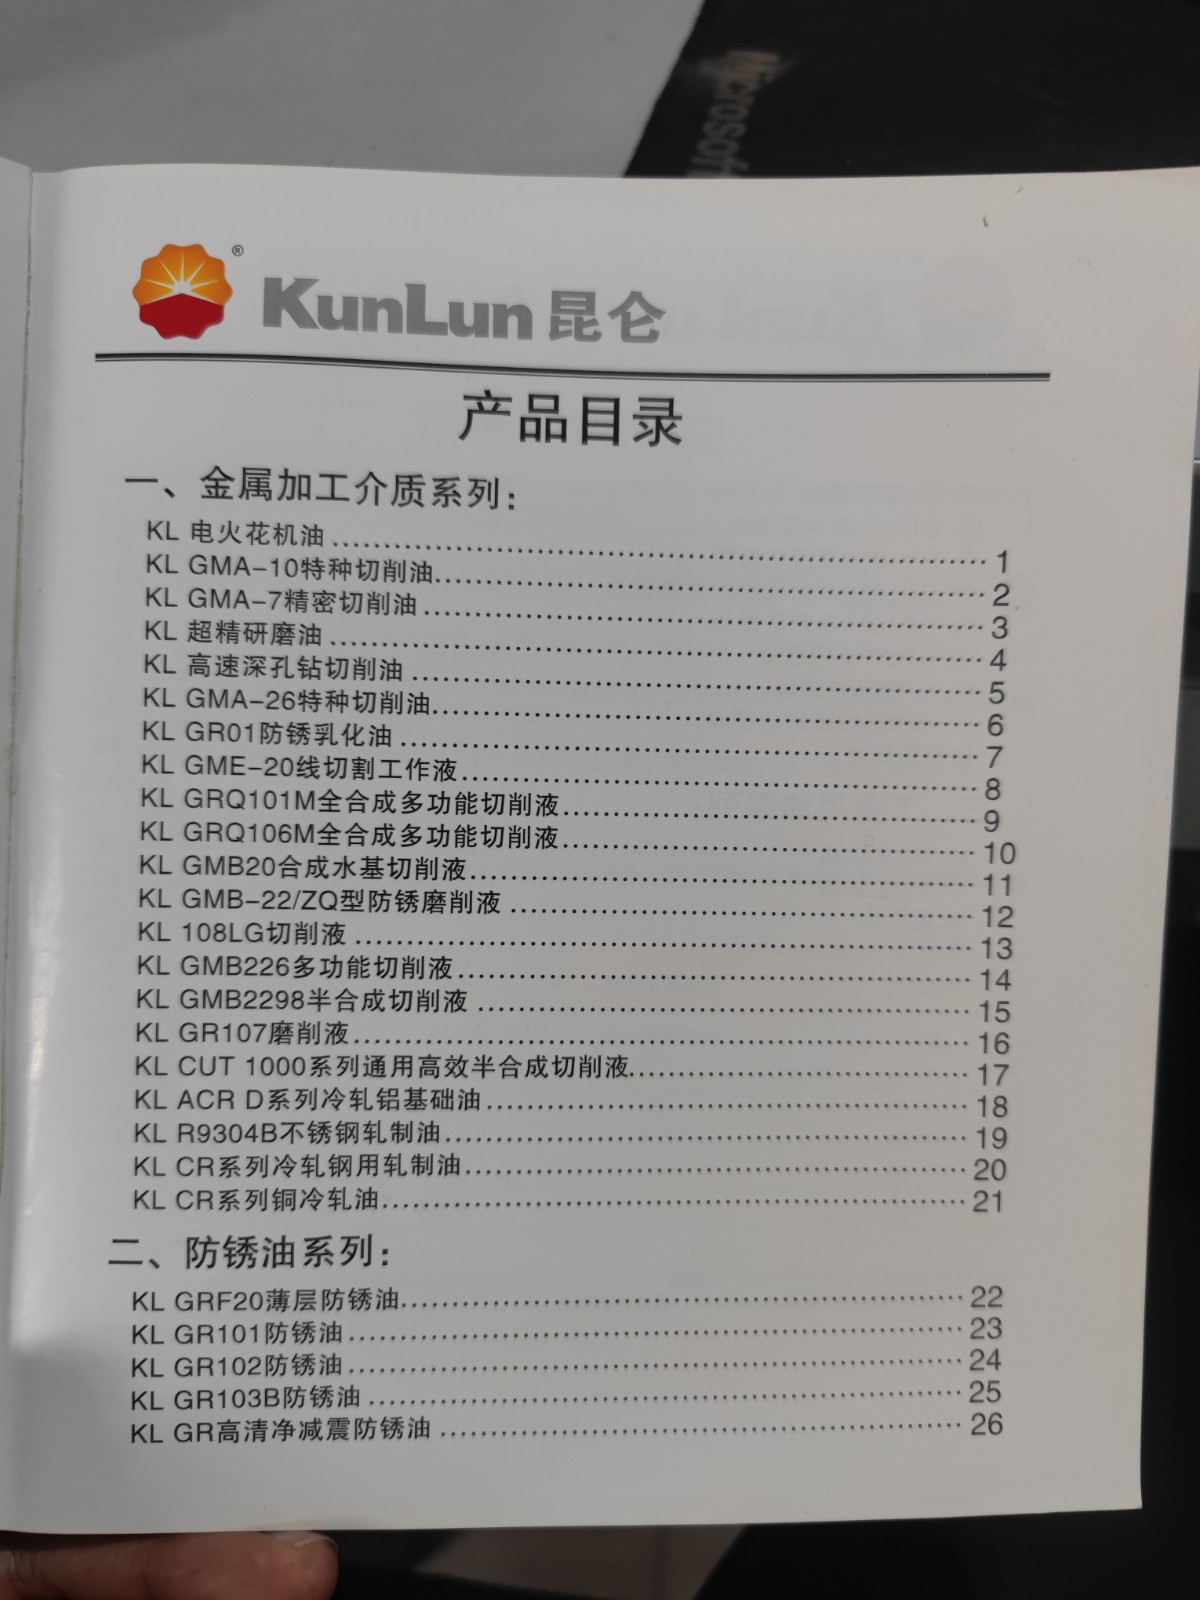 Microsoft
®
KunLun 昆仑
产品目录
一、金属加工介质系列：
KL 电火花机油 1
KL GMA-10特种切削油 2
KL GMA-7精密切削油 3
KL 超精研磨油 4
KL 高速深孔钻切削油 5
KL GMA-26特种切削油 6
KL GR01防锈乳化油 7
KL GME-20线切割工作液 8
KL GRQ101M全合成多功能切削液 9
KL GRQ106M全合成多功能切削液 10
KL GMB20合成水基切削液 11
KL GMB-22/ZQ型防锈磨削液 12
KL 108LG切削液 13
KL GMB226多功能切削液 14
KL GMB2298半合成切削液 15
KL GR107磨削液 16
KL CUT 1000系列通用高效半合成切削液 17
KL ACR D系列冷轧铝基础油 18
KL R9304B不锈钢轧制油 19
KL CR系列冷轧钢用轧制油 20
KL CR系列铜冷轧油 21
二、防锈油系列：
KL GRF20薄层防锈油 22
KL GR101防锈油 23
KL GR102防锈油 24
KL GR103B防锈油 25
KL GR高清净减震防锈油 26